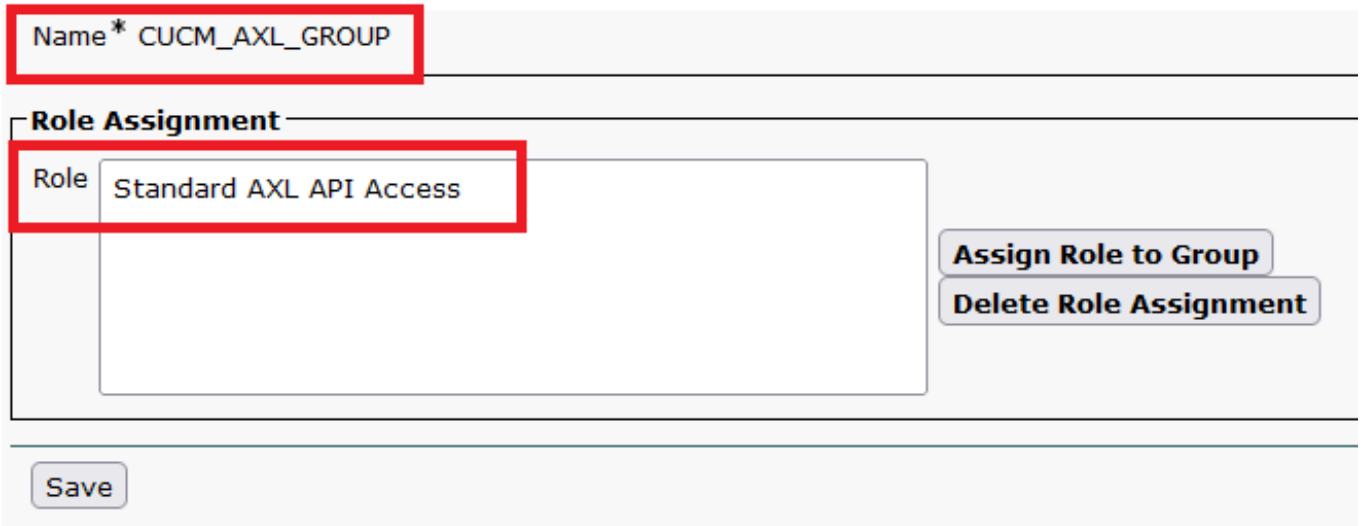 Name* CUCM_AXL_GROUP
Role Assignment
Role Standard AXL API Access
Assign Role to Group
Delete Role Assignment
Save